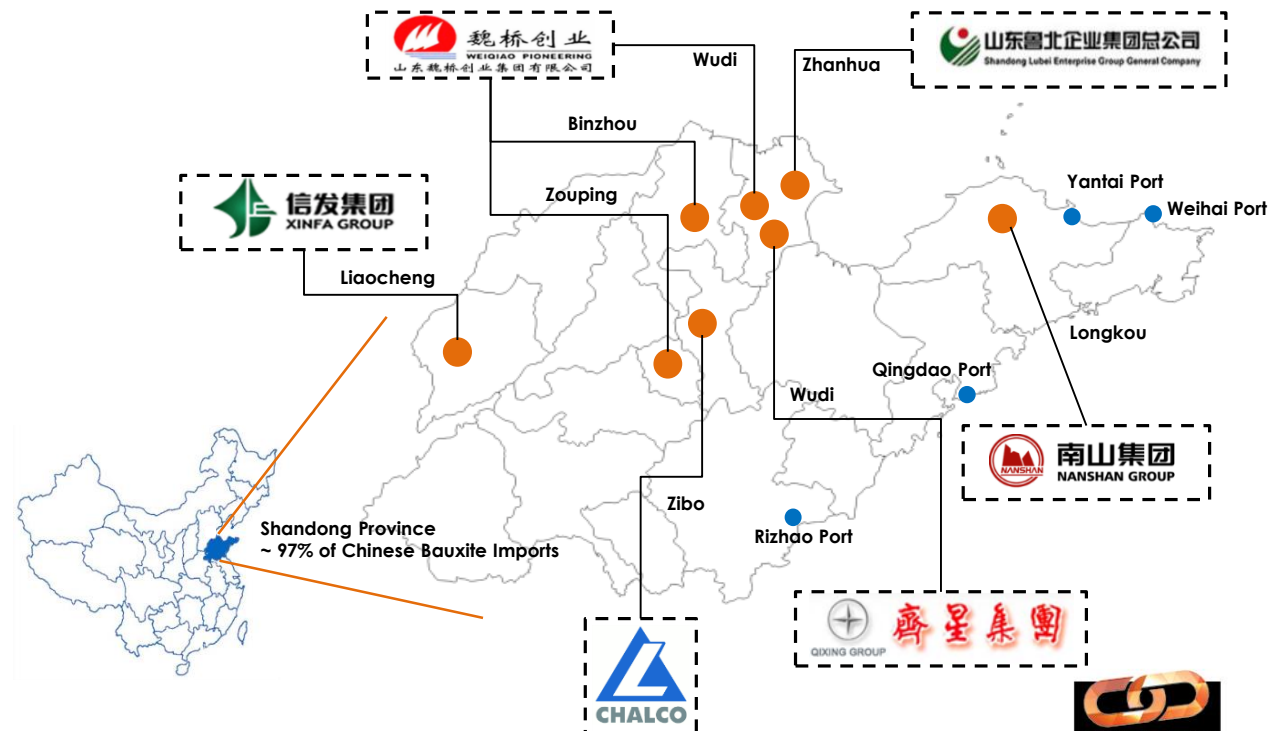 魏桥创业
WEIQIAO PIONEERING
山东魏桥创业集团有限公司
Wudi
Zhanhua
山东鲁北企业集团总公司
Shandong Lubei Enterprise Group General Company
Binzhou
Zouping
信发集团
XINFA GROUP
Liaocheng
Yantai Port
Weihai Port
Longkou
Qingdao Port
Wudi
南山集团
NANSHAN
NANSHAN GROUP
Zibo
Rizhao Port
Shandong Province
~ 97% of Chinese Bauxite Imports
齊星集團
QIXING GROUP
CHALCO